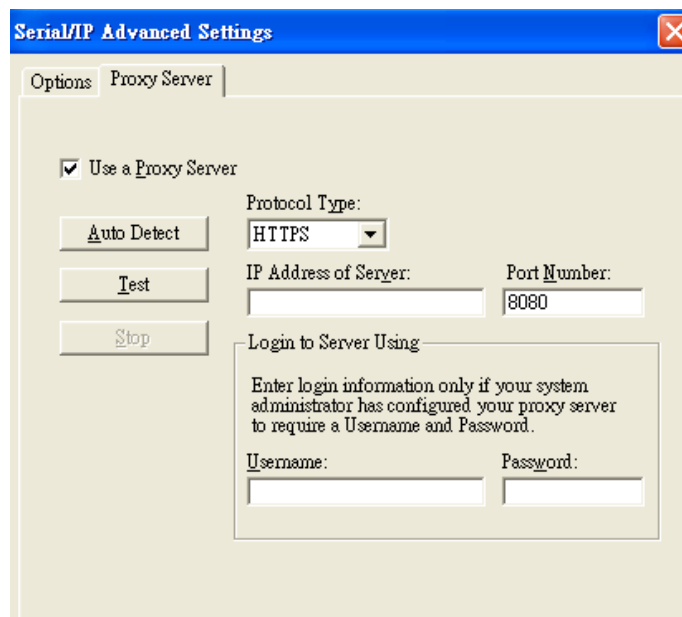 Serial/IP Advanced Settings
Options
Proxy Server
Use a Proxy Server
Auto Detect
Test
Stop
Protocol Type:
HTTPS
IP Address of Server:
Port Number:
8080
Login to Server Using
Enter login information only if your system
administrator has configured your proxy server
to require a Username and Password.
Username:
Password: